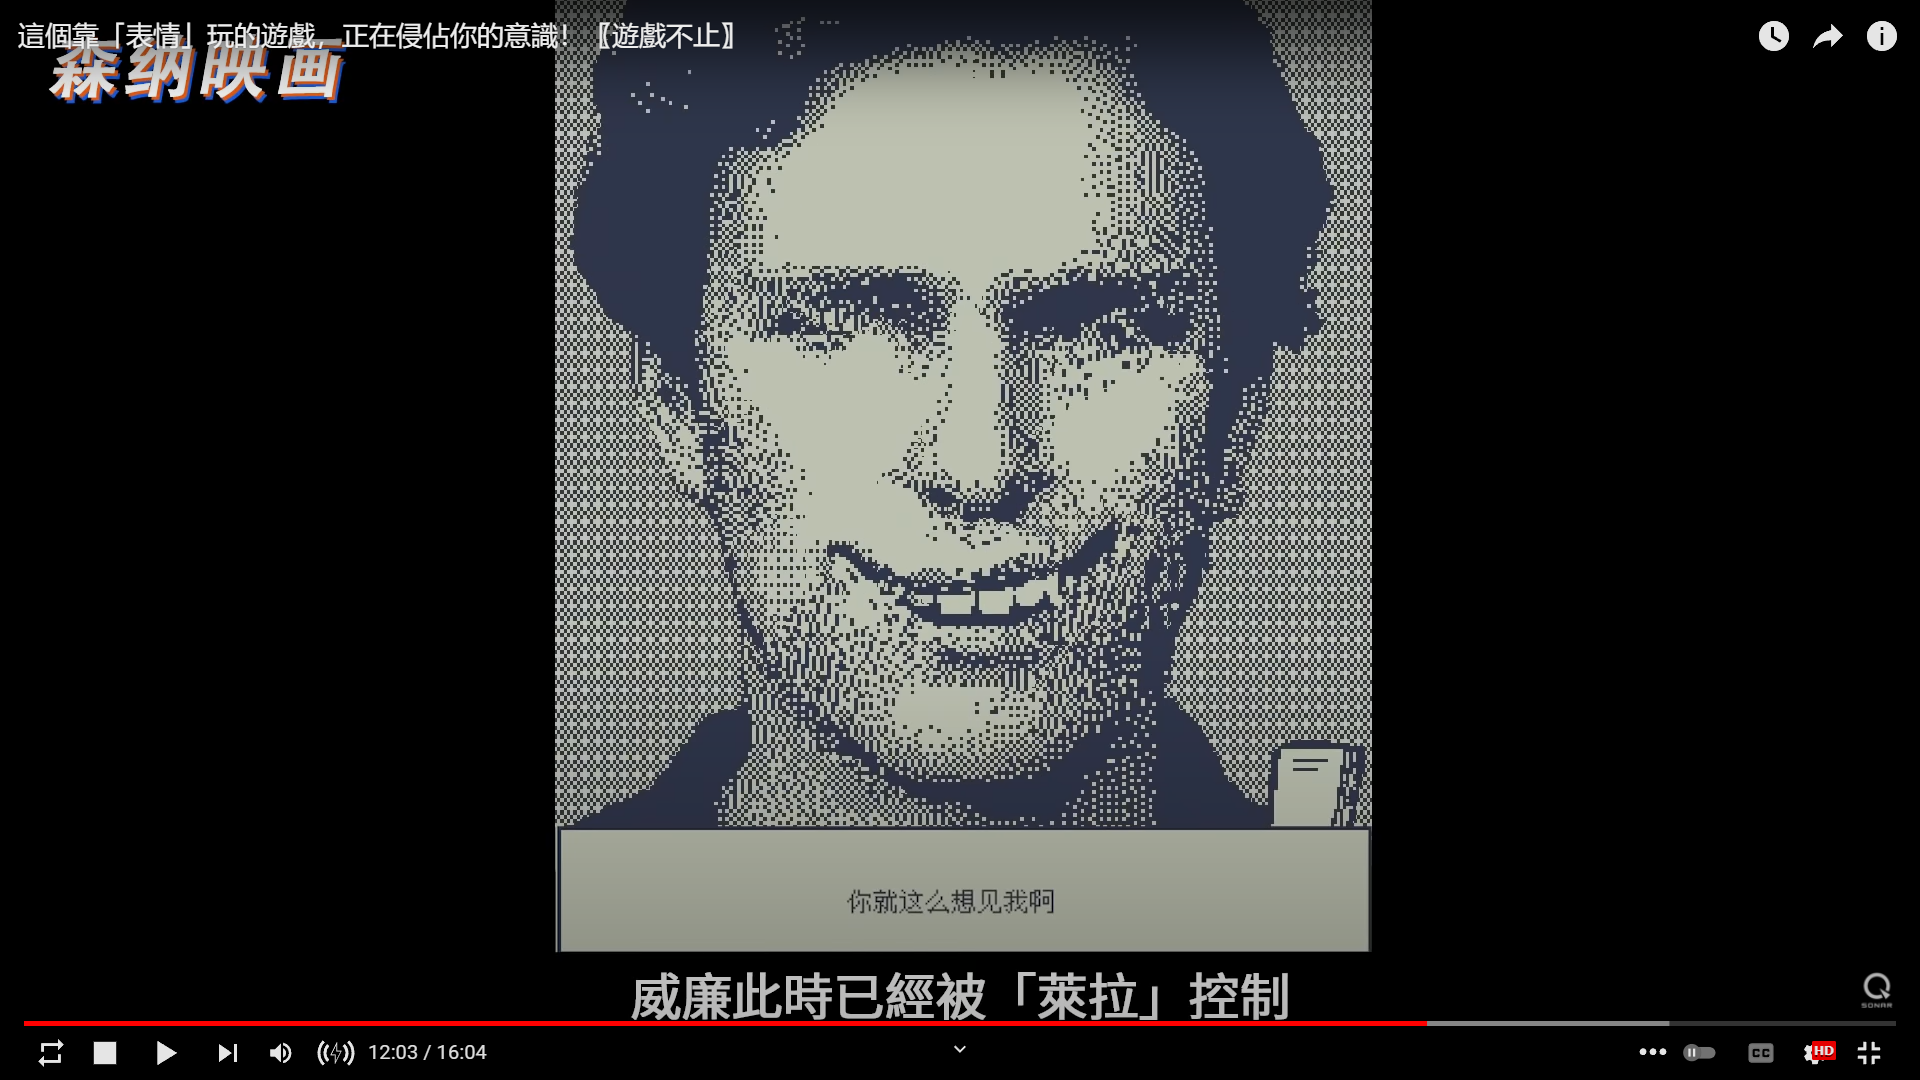 這個靠「表情」玩的遊戲，正在侵佔你的意識！〖遊戲不止〗
森纳映画
你就这么想见我啊
威廉此時已經被「萊拉」控制
SONAR
12:03 / 16:04
CC
HD